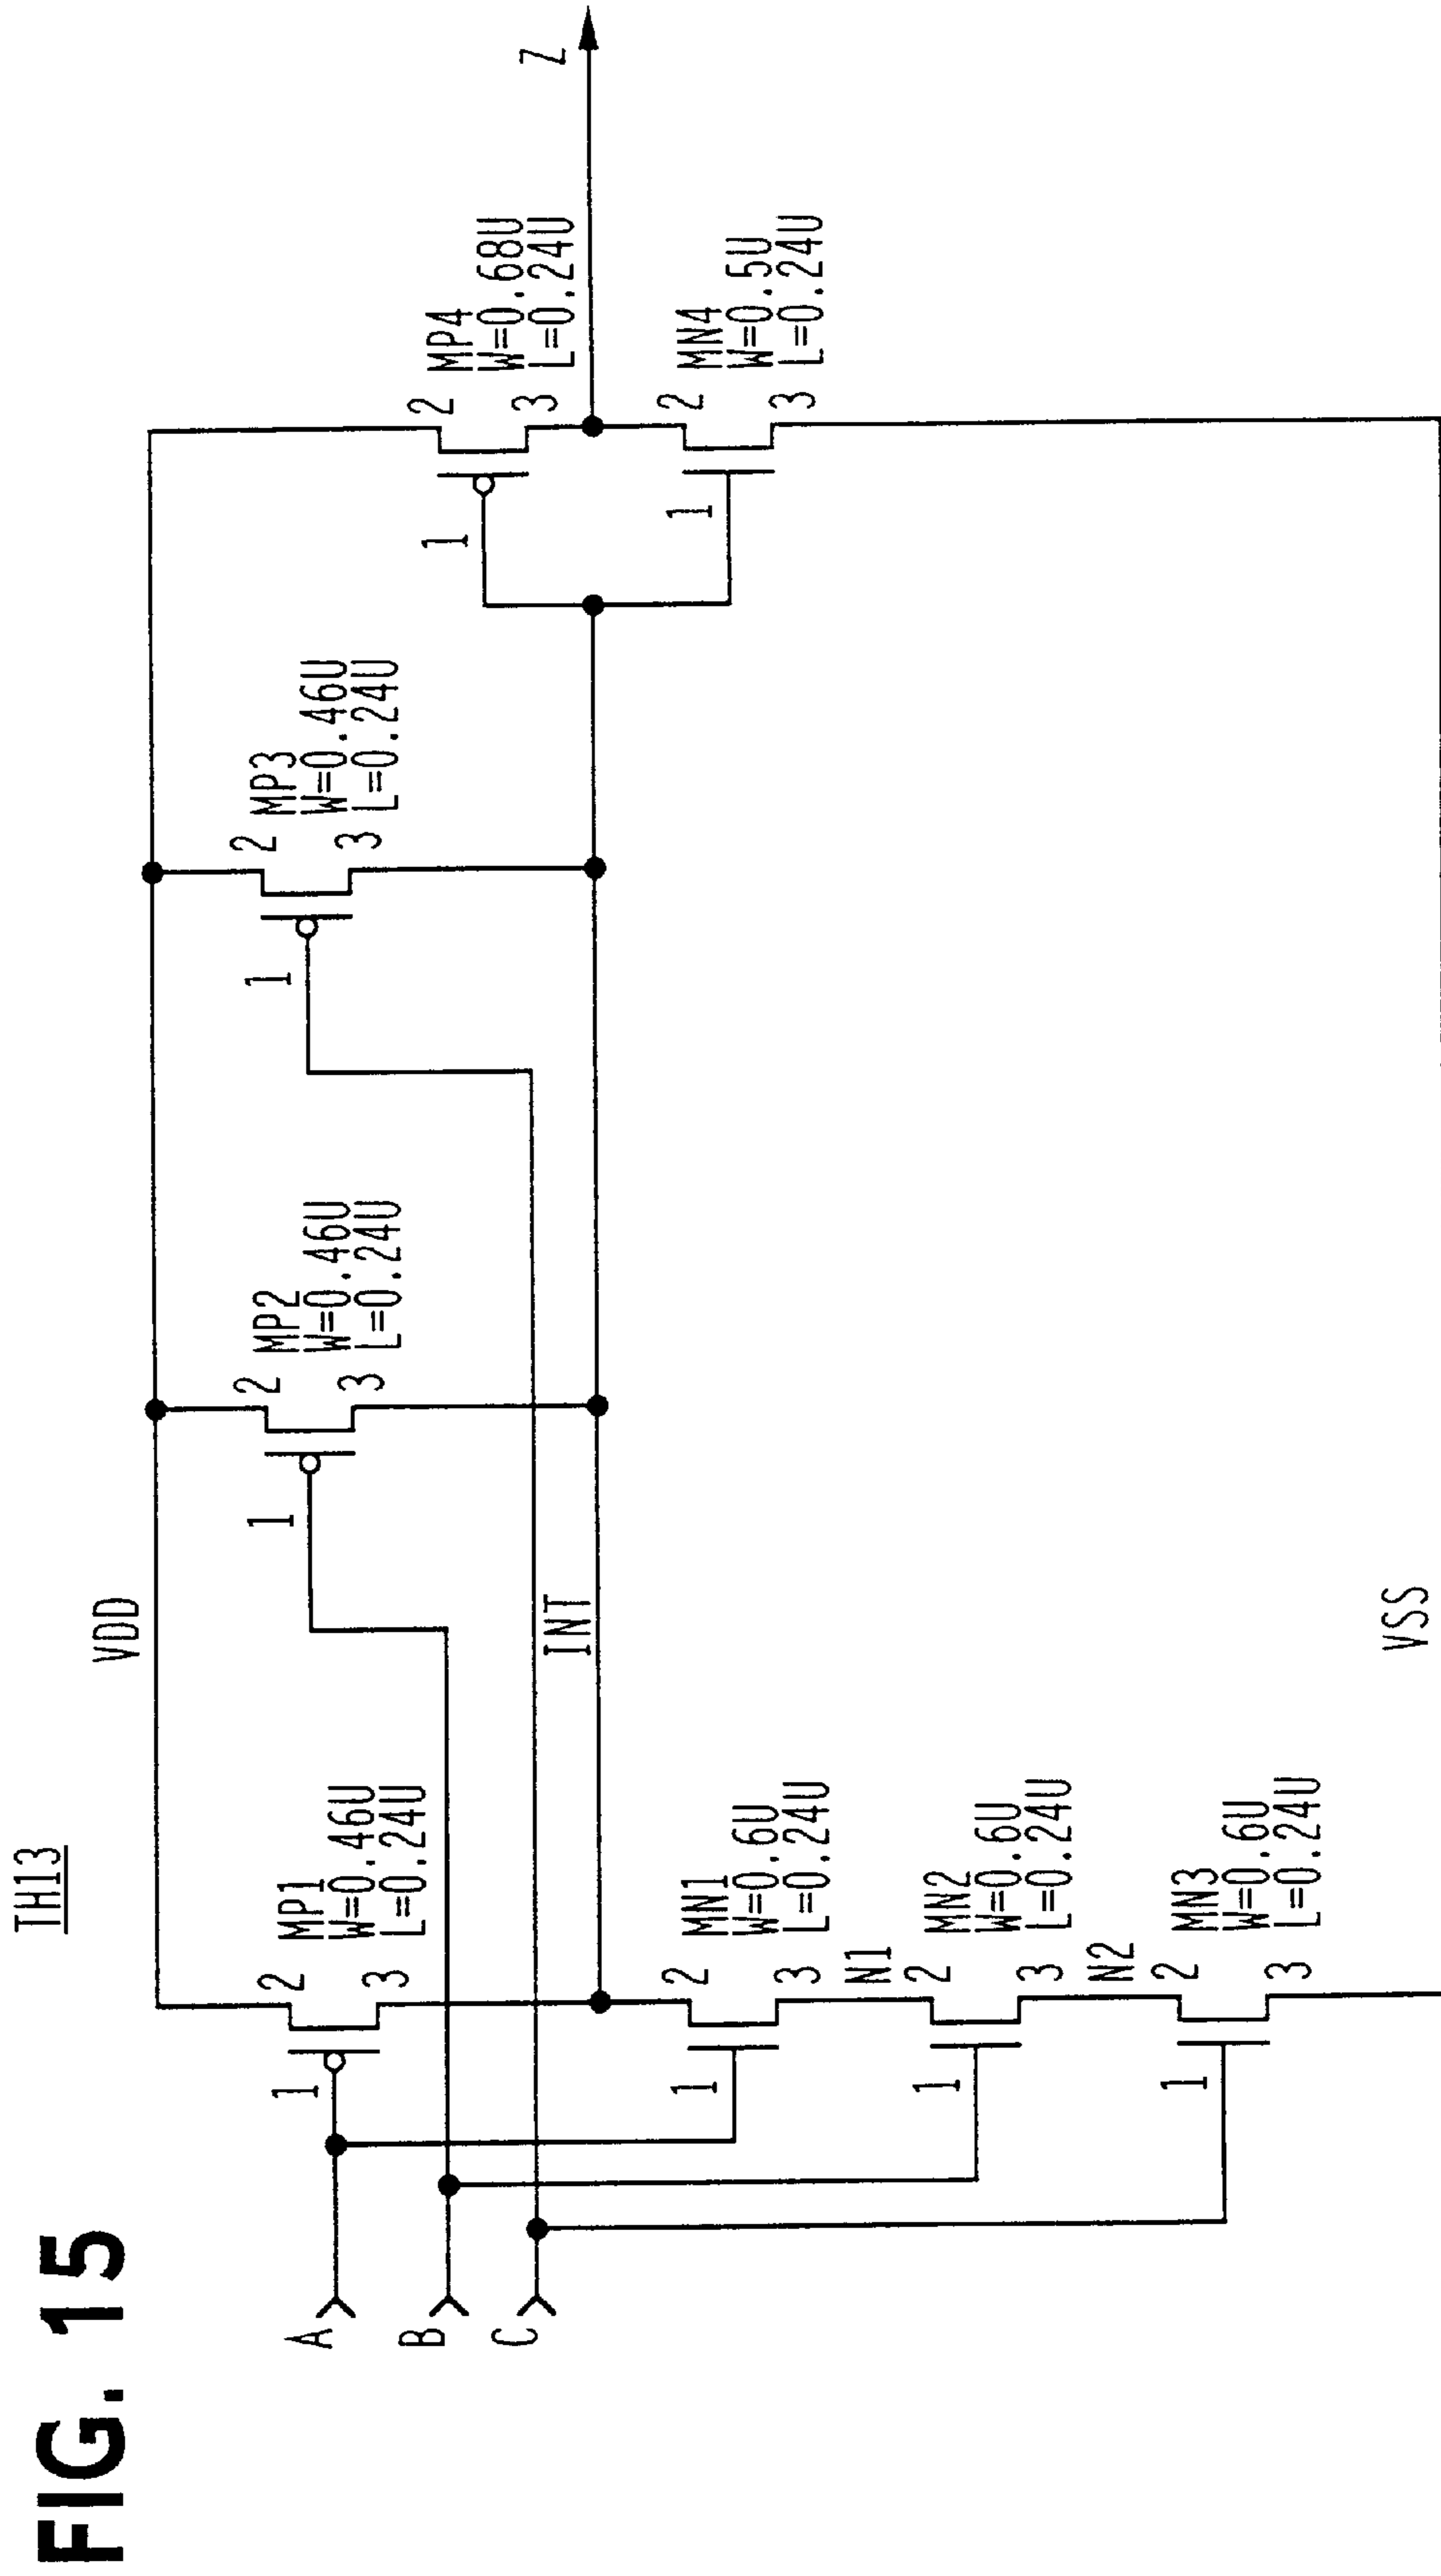 FIG. 15
TH13
VDD
A
B
C
1
2
3
MP1
W=0.46U
L=0.24U
1
2
3
MP2
W=0.46U
L=0.24U
1
2
3
MP3
W=0.46U
L=0.24U
1
2
3
MP4
W=0.68U
L=0.24U
INT
Z
1
2
3
MN1
W=0.6U
L=0.24U
N1
1
2
3
MN2
W=0.6U
L=0.24U
N2
1
2
3
MN3
W=0.6U
L=0.24U
1
2
3
MN4
W=0.5U
L=0.24U
VSS